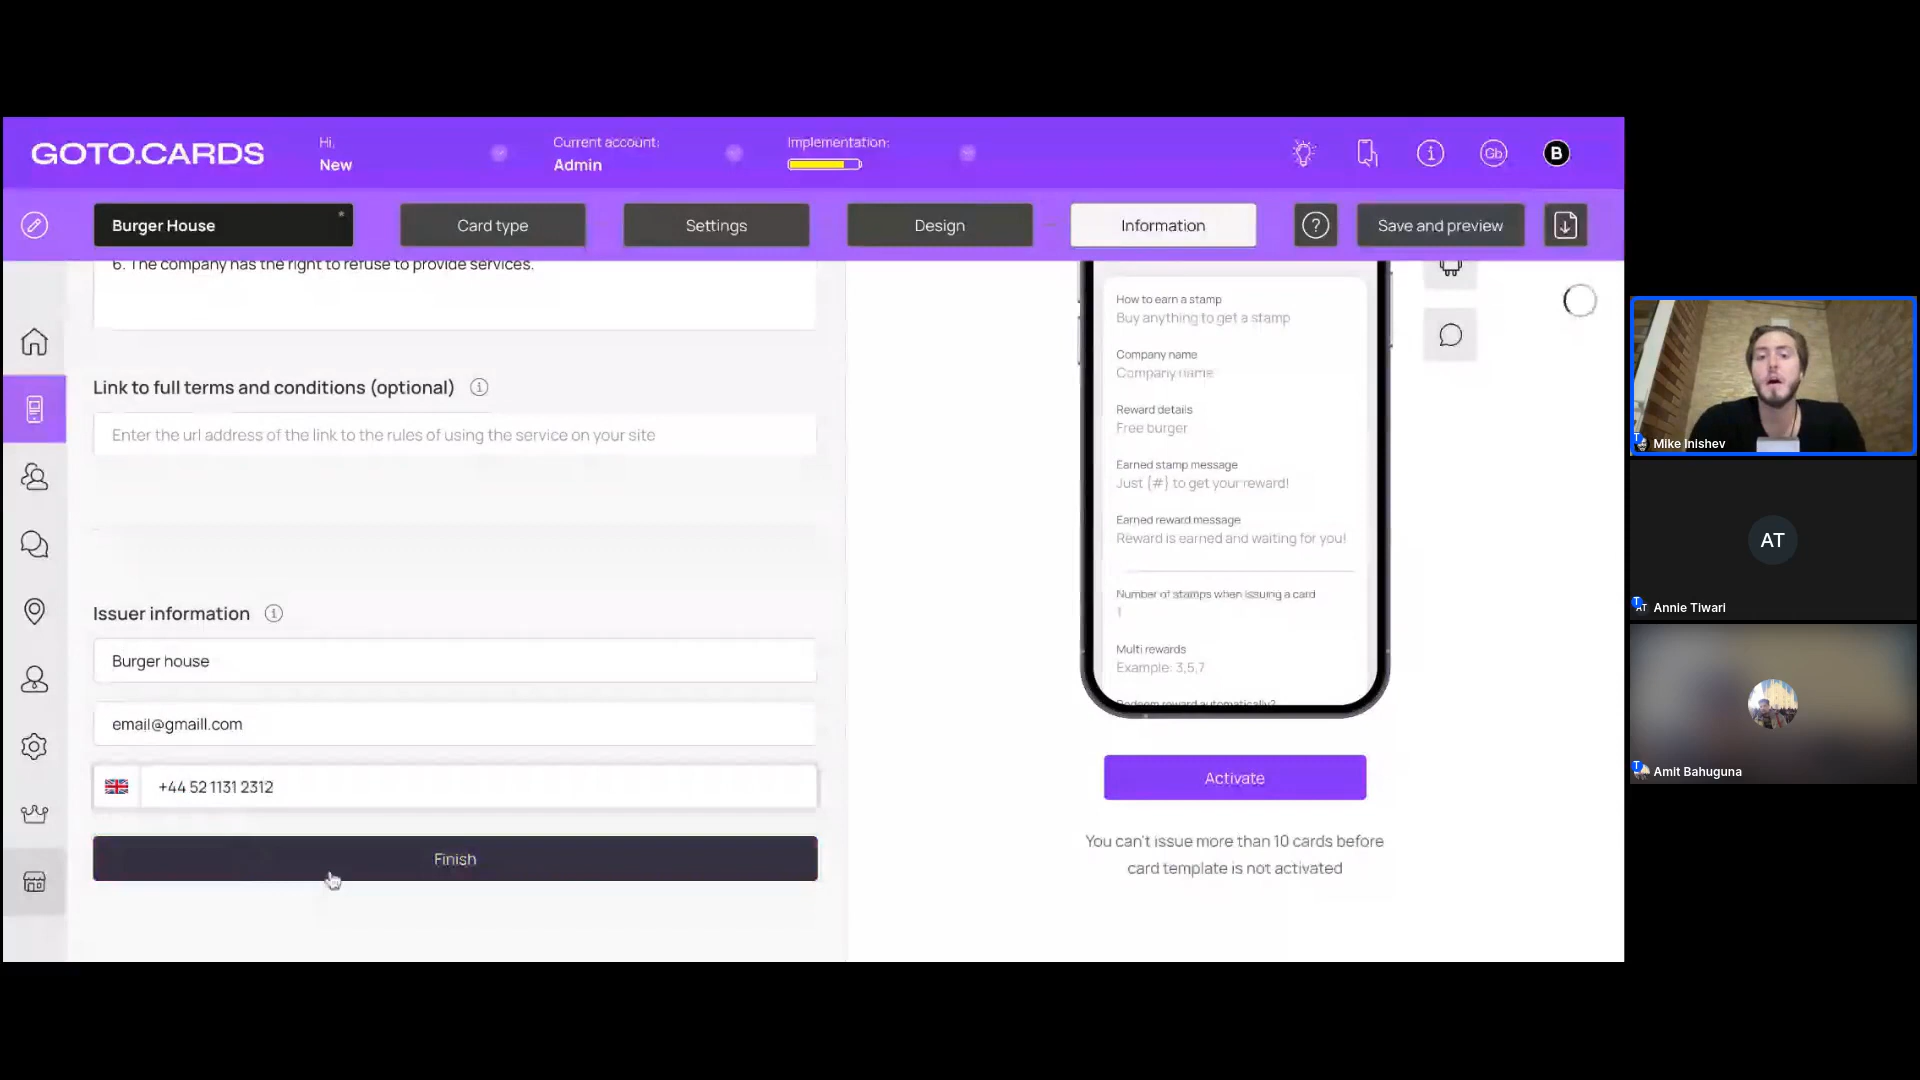 GOTO.CARDS
Hi,
New
Current account:
Admin
Implementation:
Gb
B
Burger House *
Card type
Settings
Design
Information
?
Save and preview
6. The company has the right to refuse to provide services.
Link to full terms and conditions (optional)
Enter the url address of the link to the rules of using the service on your site
Issuer information
Burger house
email@gmaill.com
+44 52 1131 2312
Finish
How to earn a stamp
Buy anything to get a stamp
Company name
Company name
Reward details
Free burger
Earned stamp message
Just {#} to get your reward!
Earned reward message
Reward is earned and waiting for you!
Number of stamps when issuing a card
1
Multi rewards
Example: 3,5,7
Redeem reward automatically?
Activate
You can't issue more than 10 cards before
card template is not activated
Mike Inishev
AT
Annie Tiwari
Amit Bahuguna